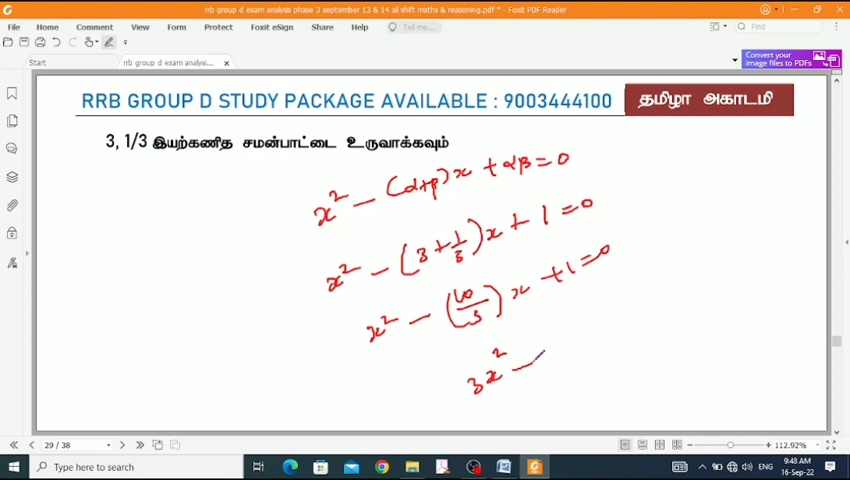 rrb group d exam analysis phase 3 september 13 & 14 all shift maths & reasoning.pdf * - Foxit PDF Reader
File Home Comment View Form Protect Foxit eSign Share Help Tell me... Find
Start rrb group d exam analysi... Convert your image files to PDFs
RRB GROUP D STUDY PACKAGE AVAILABLE : 9003444100 தமிழா அகாடமி
3, 1/3 இயற்கணித சமன்பாட்டை உருவாக்கவும்
x² - (α+β)x + αβ = 0
x² - (3 + 1/3)x + 1 = 0
x² - (10/3)x + 1 = 0
3x² -
29 / 38 112.92%
Type here to search ENG 9:48 AM 16-Sep-22